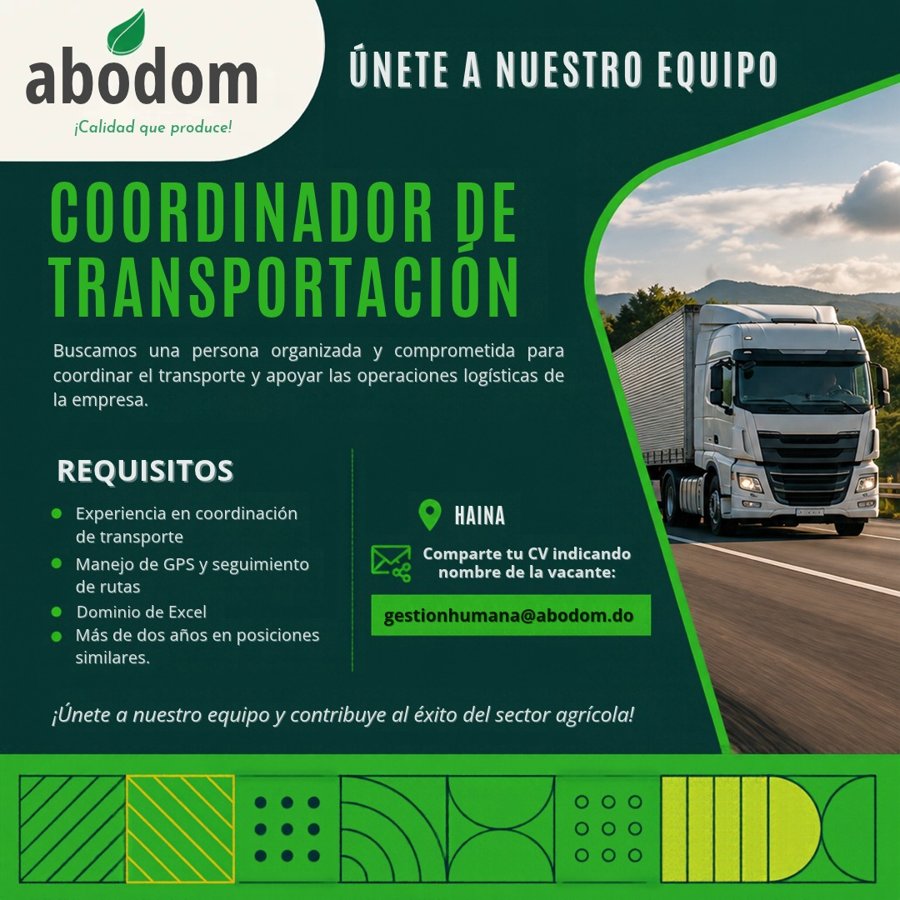 abodom
¡Calidad que produce!
ÚNETE A NUESTRO EQUIPO
COORDINADOR DE
TRANSPORTACIÓN
Buscamos una persona organizada y comprometida para
coordinar el transporte y apoyar las operaciones logísticas de
la empresa.
REQUISITOS
Experiencia en coordinación
de transporte
Manejo de GPS y seguimiento
de rutas
Dominio de Excel
Más de dos años en posiciones
similares.
HAINA
Comparte tu CV indicando
nombre de la vacante:
gestionhumana@abodom.do
¡Únete a nuestro equipo y contribuye al éxito del sector agrícola!